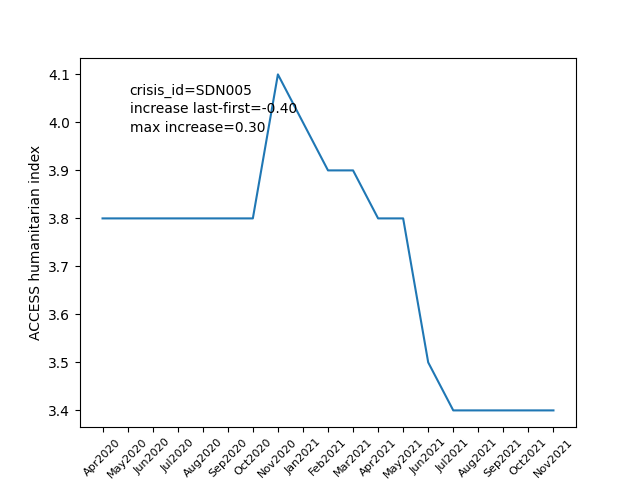 crisis_id=SDN005
increase last-first=-0.40
max increase=0.30
ACCESS humanitarian index
4.1
4.0
3.9
3.8
3.7
3.6
3.5
3.4
Apr2020
May2020
Jun2020
Jul2020
Aug2020
Sep2020
Oct2020
Nov2020
Jan2021
Feb2021
Mar2021
Apr2021
May2021
Jun2021
Jul2021
Aug2021
Sep2021
Oct2021
Nov2021